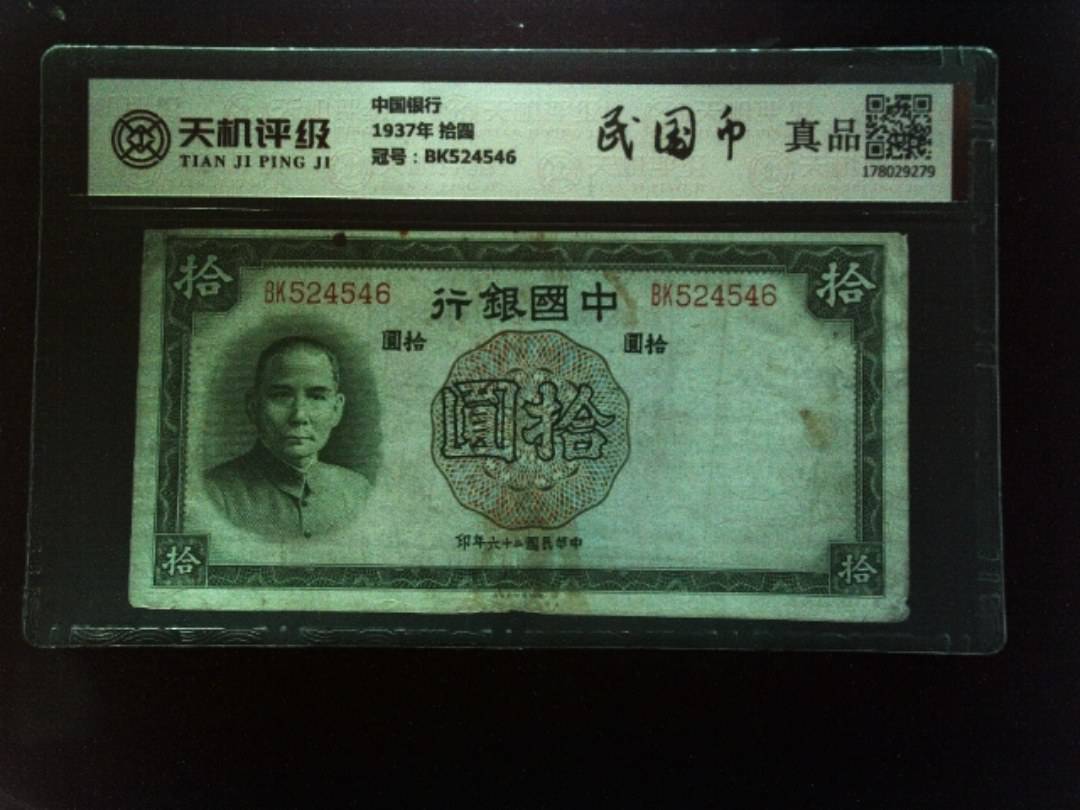 天机评级
TIAN JI PING JI
中国银行
1937年 拾圆
冠号：BK524546
民国币
真品
178029279
拾
拾
BK524546
行銀國中
BK524546
圓拾
圓拾
圓拾
印年六十二國民華中
拾
拾